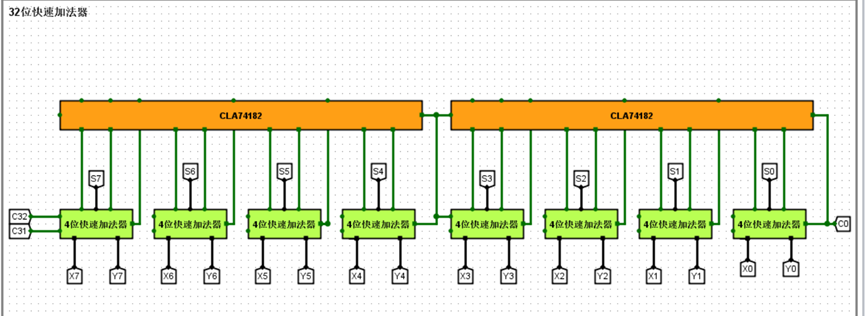 32位快速加法器
CLA74182 CLA74182
S7 S6 S5 S4 S3 S2 S1 S0
C32 4位快速加法器 4位快速加法器 4位快速加法器 4位快速加法器 4位快速加法器 4位快速加法器 4位快速加法器 4位快速加法器 C0
C31
X7 Y7 X6 Y6 X5 Y5 X4 Y4 X3 Y3 X2 Y2 X1 Y1 X0 Y0